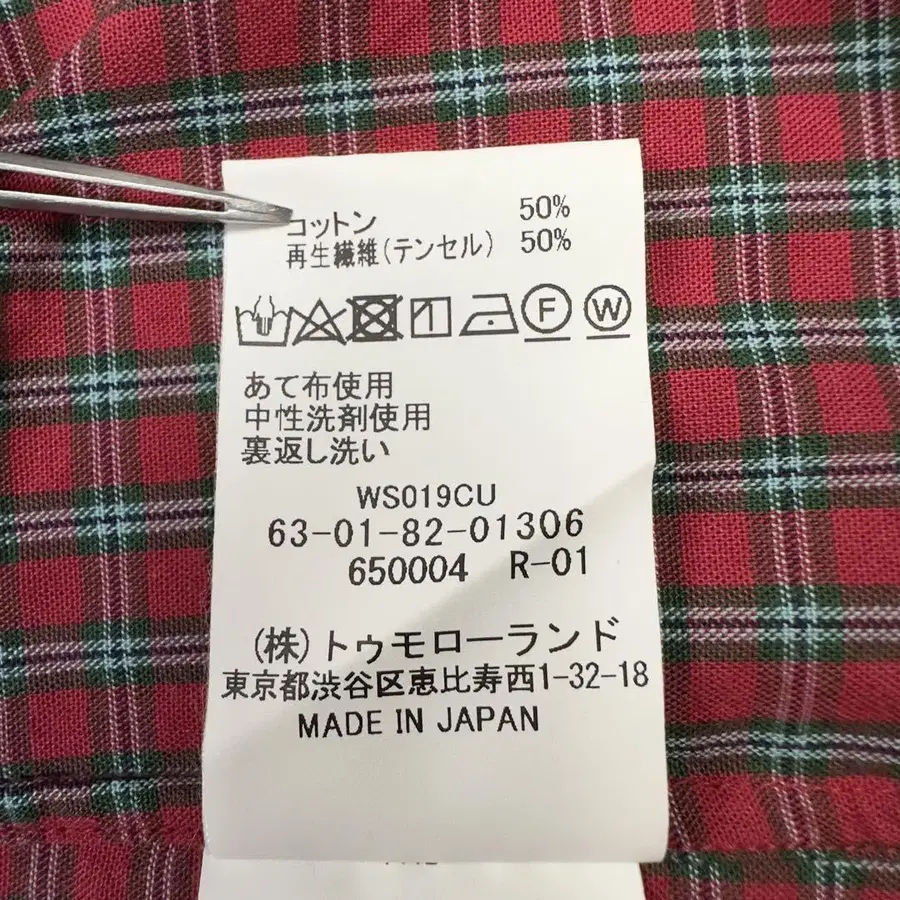 コットン 50%
再生繊維(テンセル) 50%
F W
あて布使用
中性洗剤使用
裏返し洗い
WS019CU
63-01-82-01306
650004 R-01
(株)トゥモローランド
東京都渋谷区恵比寿西1-32-18
MADE IN JAPAN